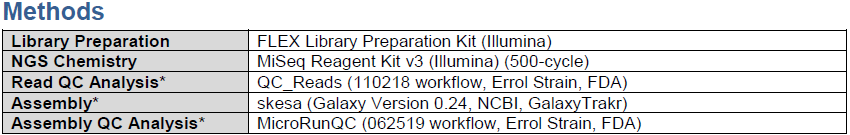 Methods
Library Preparation FLEX Library Preparation Kit (Illumina)
NGS Chemistry MiSeq Reagent Kit v3 (Illumina) (500-cycle)
Read QC Analysis* QC_Reads (110218 workflow, Errol Strain, FDA)
Assembly* skesa (Galaxy Version 0.24, NCBI, GalaxyTrakr)
Assembly QC Analysis* MicroRunQC (062519 workflow, Errol Strain, FDA)